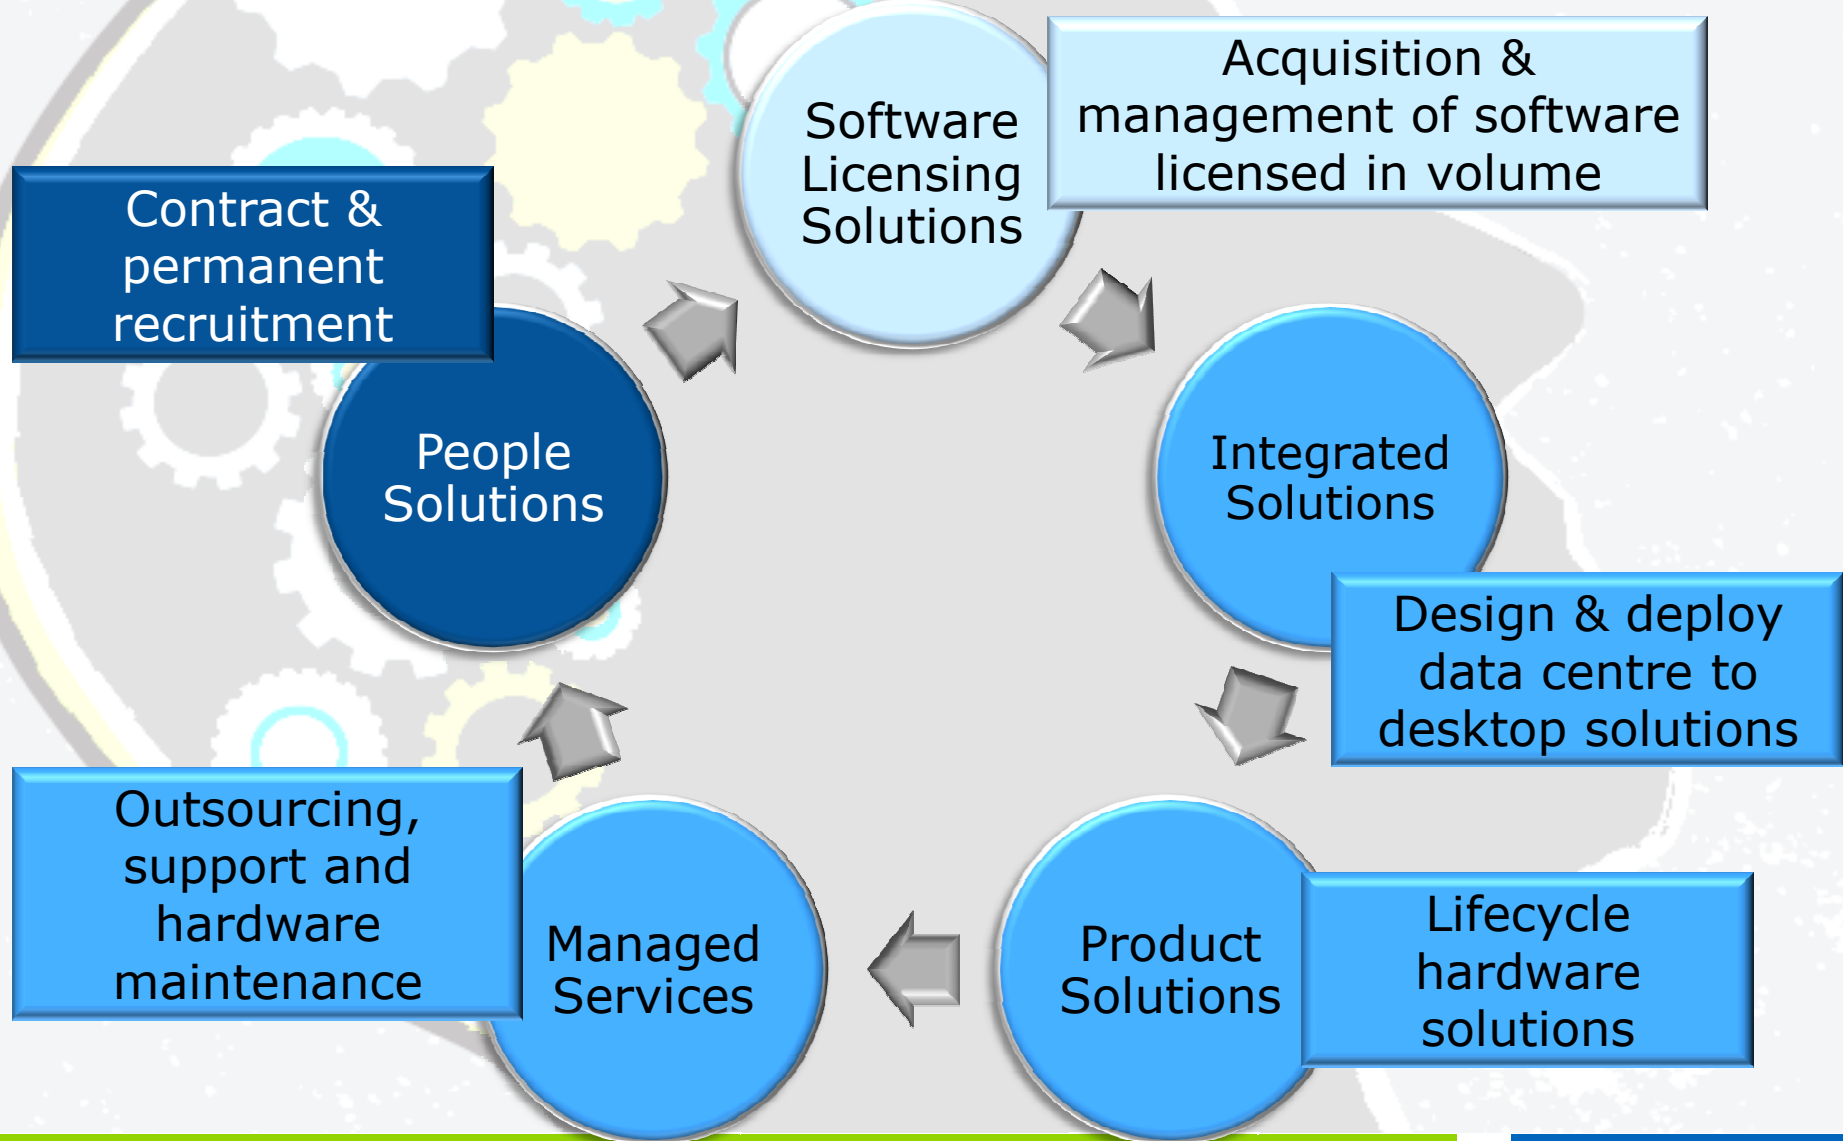 Software
Licensing
Solutions
Acquisition &
management of software
licensed in volume
Integrated
Solutions
Design & deploy
data centre to
desktop solutions
Product
Solutions
Lifecycle
hardware
solutions
Managed
Services
Outsourcing,
support and
hardware
maintenance
People
Solutions
Contract &
permanent
recruitment